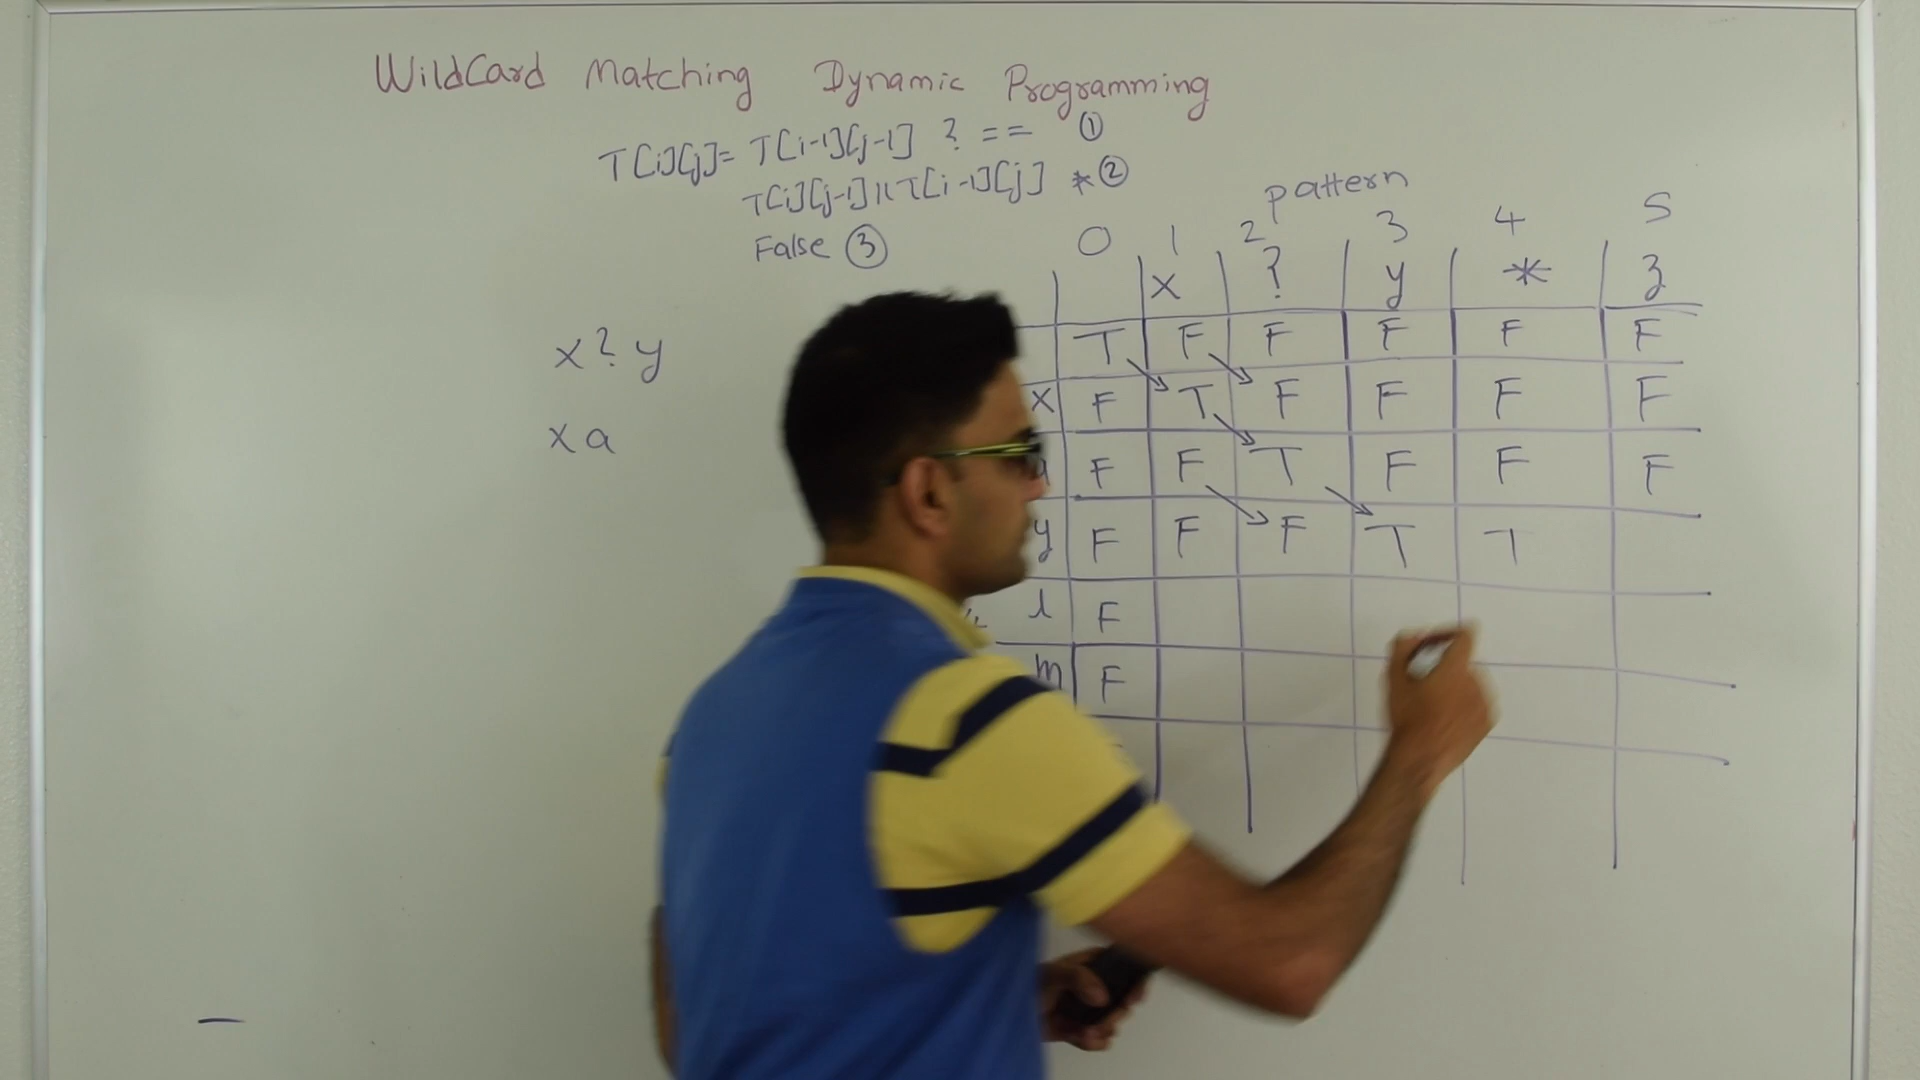 WildCard Matching Dynamic Programming
T[i][j]= T[i-1][j-1] ? == ①
T[i][j-1] || T[i-1][j] * ②
False ③
pattern
0 1 2 3 4 5
x ? y * z
T F F F F F
x F T F F F F
a F F T F F F
y F F F T T
l F
m F
x ? y
x a